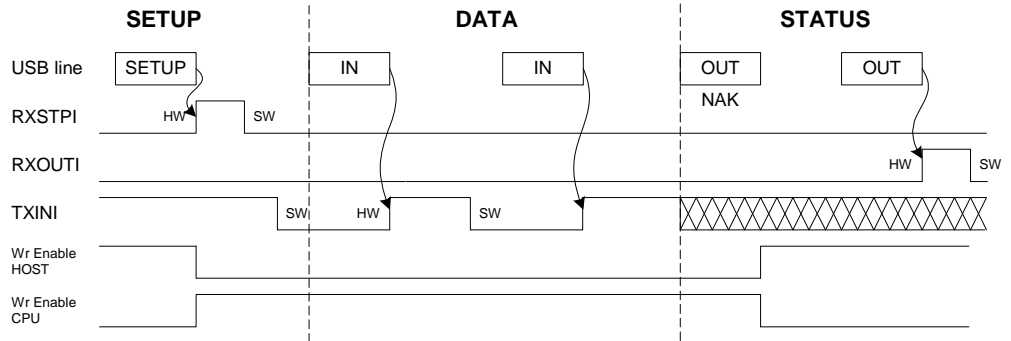 SETUP DATA STATUS
USB line SETUP IN IN OUT OUT
NAK
RXSTPI HW SW
RXOUTI HW SW
TXINI SW HW SW
Wr Enable
HOST
Wr Enable
CPU